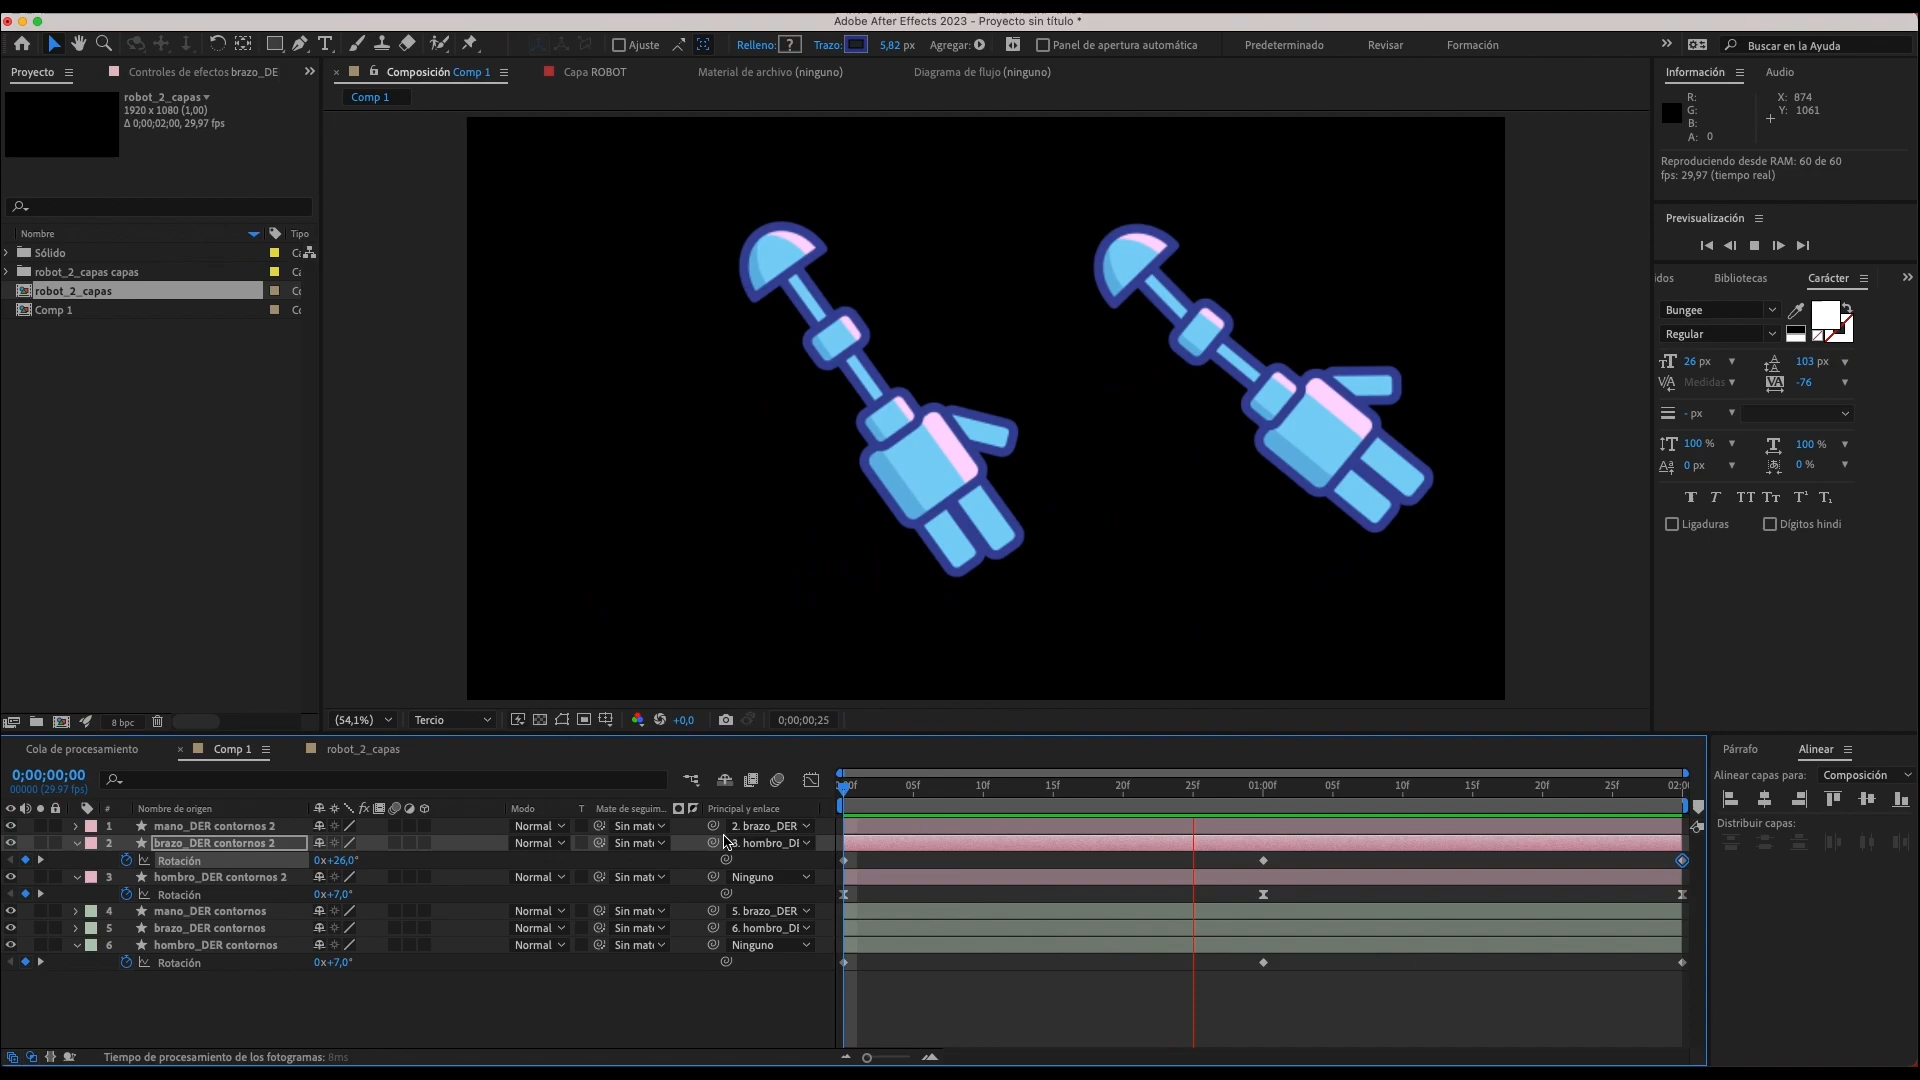 Adobe After Effects 2023 - Proyecto sin título *
Ajuste
Relleno: ?
Trazo:
5,82 px
Agregar:
Panel de apertura automática
Predeterminado
Revisar
Formación
Buscar en la Ayuda
Proyecto
Controles de efectos brazo_DE
Composición Comp 1
Capa ROBOT
Material de archivo (ninguno)
Diagrama de flujo (ninguno)
Comp 1
robot_2_capas
1920 x 1080 (1,00)
Δ 0;00;02;00, 29,97 fps
Nombre
Tipo
Sólido
robot_2_capas capas
robot_2_capas
Comp 1
8 bpc
(54,1%)
Tercio
+0,0
0;00;00;25
Información
Audio
R:
G:
B:
A: 0
X: 874
Y: 1061
Reproduciendo desde RAM: 60 de 60
fps: 29,97 (tiempo real)
Previsualización
idos
Bibliotecas
Carácter
Bungee
Regular
26 px
103 px
Medidas
-76
- px
100 %
100 %
0 px
0 %
Ligaduras
Dígitos hindi
Cola de procesamiento
Comp 1
robot_2_capas
0;00;00;00
00000 (29.97 fps)
05f
10f
15f
20f
25f
01:00f
05f
10f
15f
20f
25f
02:0
#
Nombre de origen
Modo
T
Mate de seguim...
Principal y enlace
1 mano_DER contornos 2 Normal Sin mat 2. brazo_DER
2 brazo_DER contornos 2 Normal Sin mat 3. hombro_DI
Rotación 0x+26,0°
3 hombro_DER contornos 2 Normal Sin mat Ninguno
Rotación 0x+7,0°
4 mano_DER contornos Normal Sin mat 5. brazo_DER
5 brazo_DER contornos Normal Sin mat 6. hombro_DI
6 hombro_DER contornos Normal Sin mat Ninguno
Rotación 0x+7,0°
Tiempo de procesamiento de los fotogramas: 8ms
Párrafo
Alinear
Alinear capas para:
Composición
Distribuir capas: